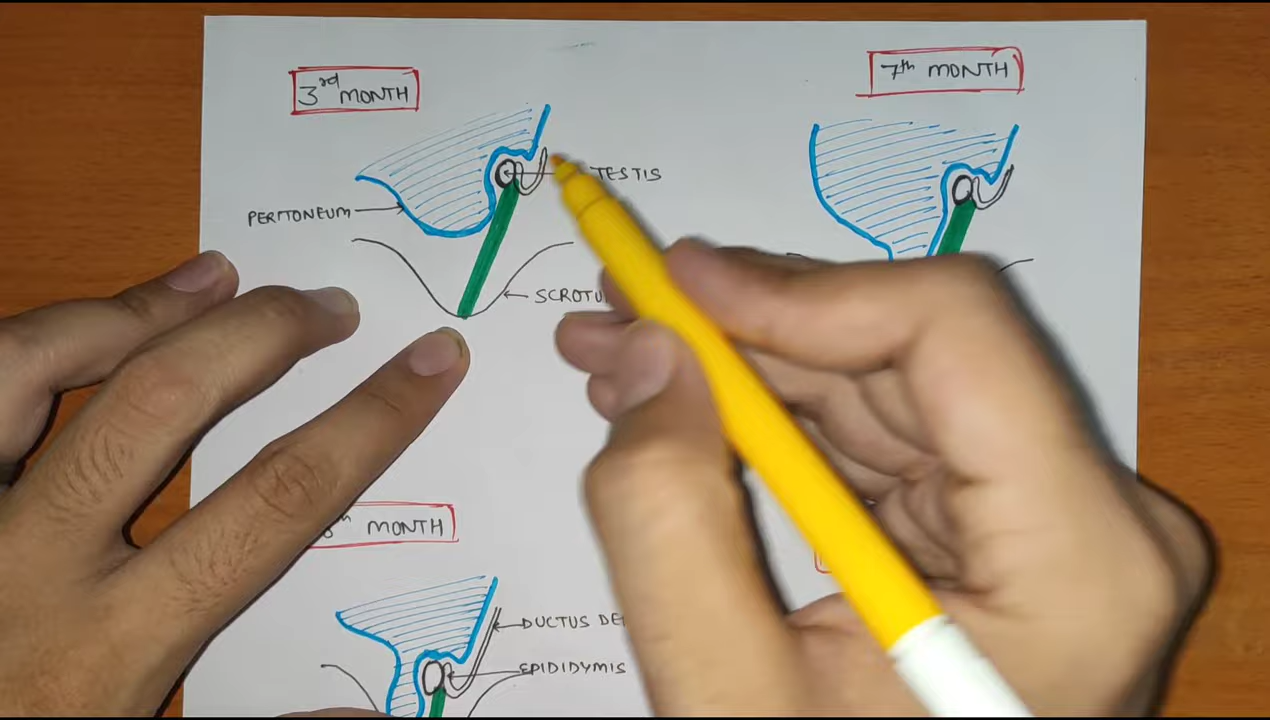 3rd MONTH
7th MONTH
TESTIS
PERITONEUM
MONTH
DUCTUS
EPIDIDYMIS